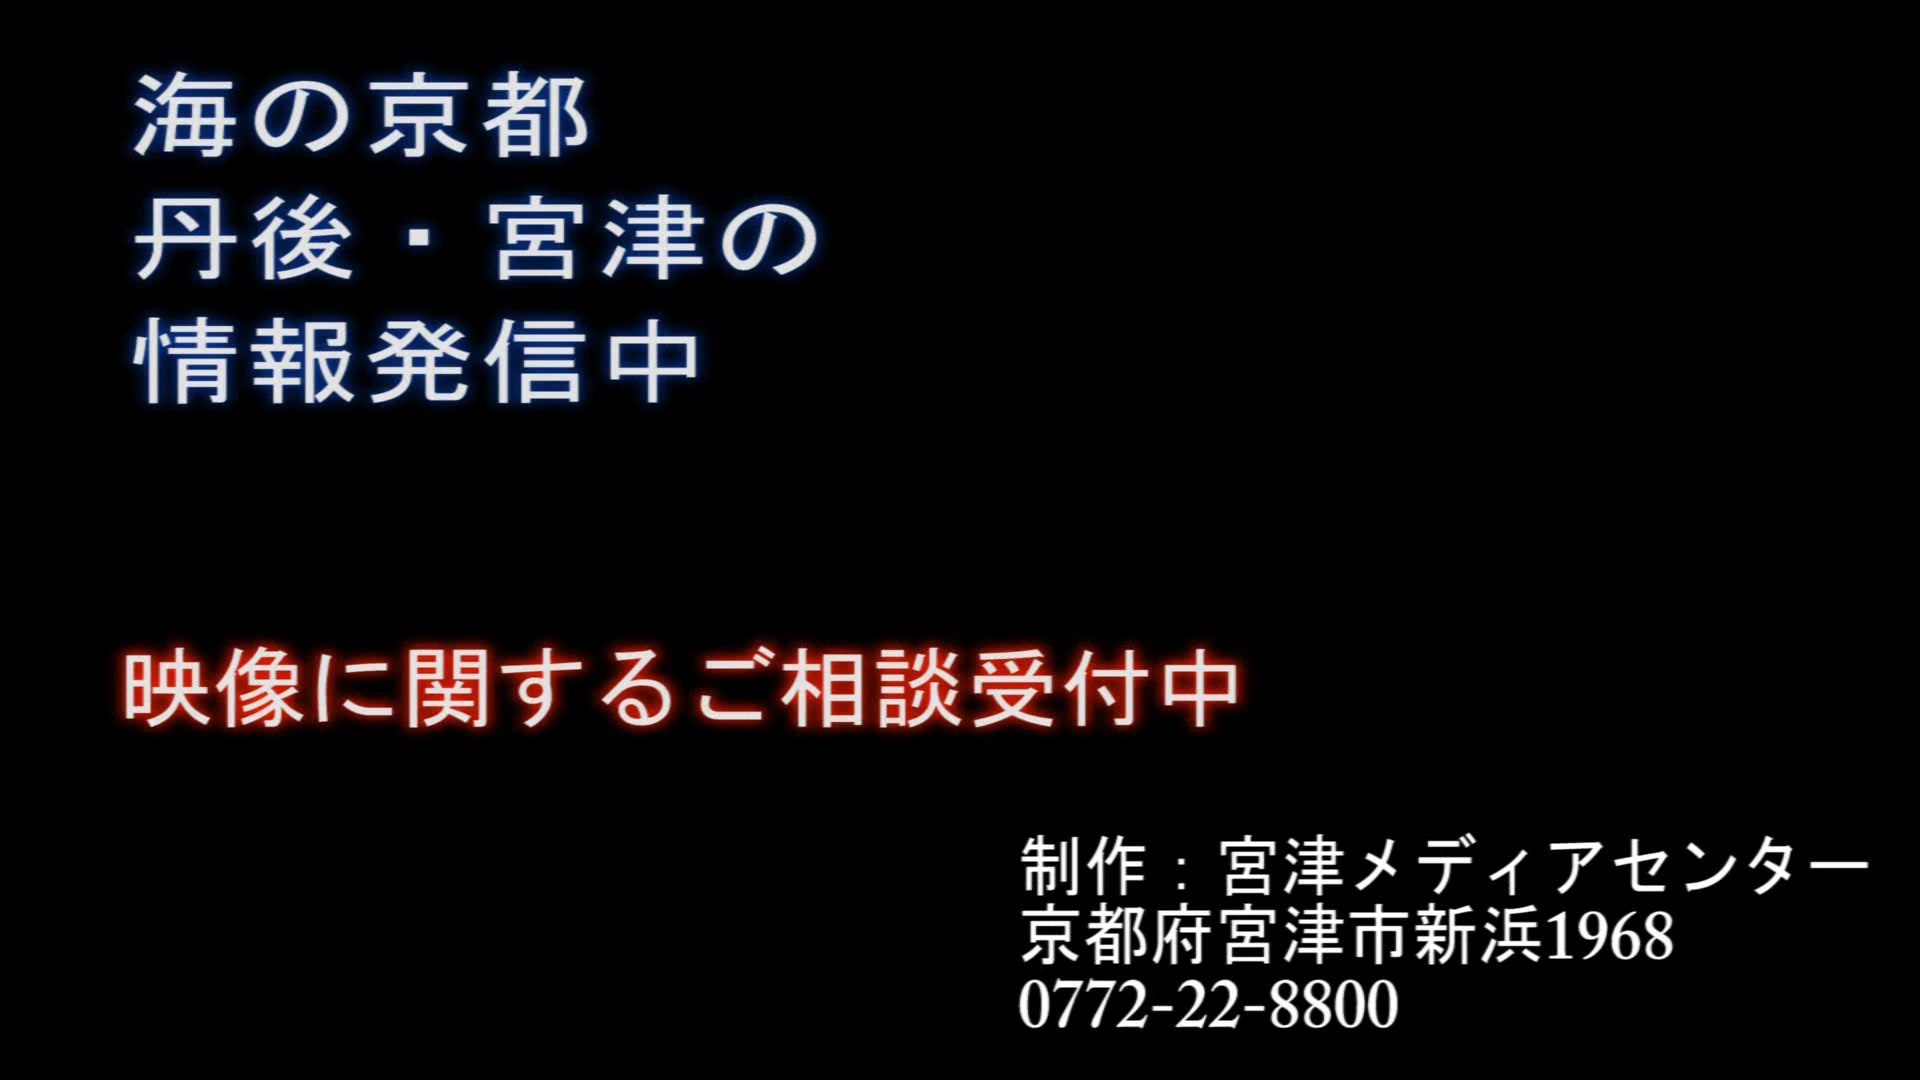 海の京都
丹後・宮津の
情報発信中
映像に関するご相談受付中
制作：宮津メディアセンター
京都府宮津市新浜1968
0772-22-8800